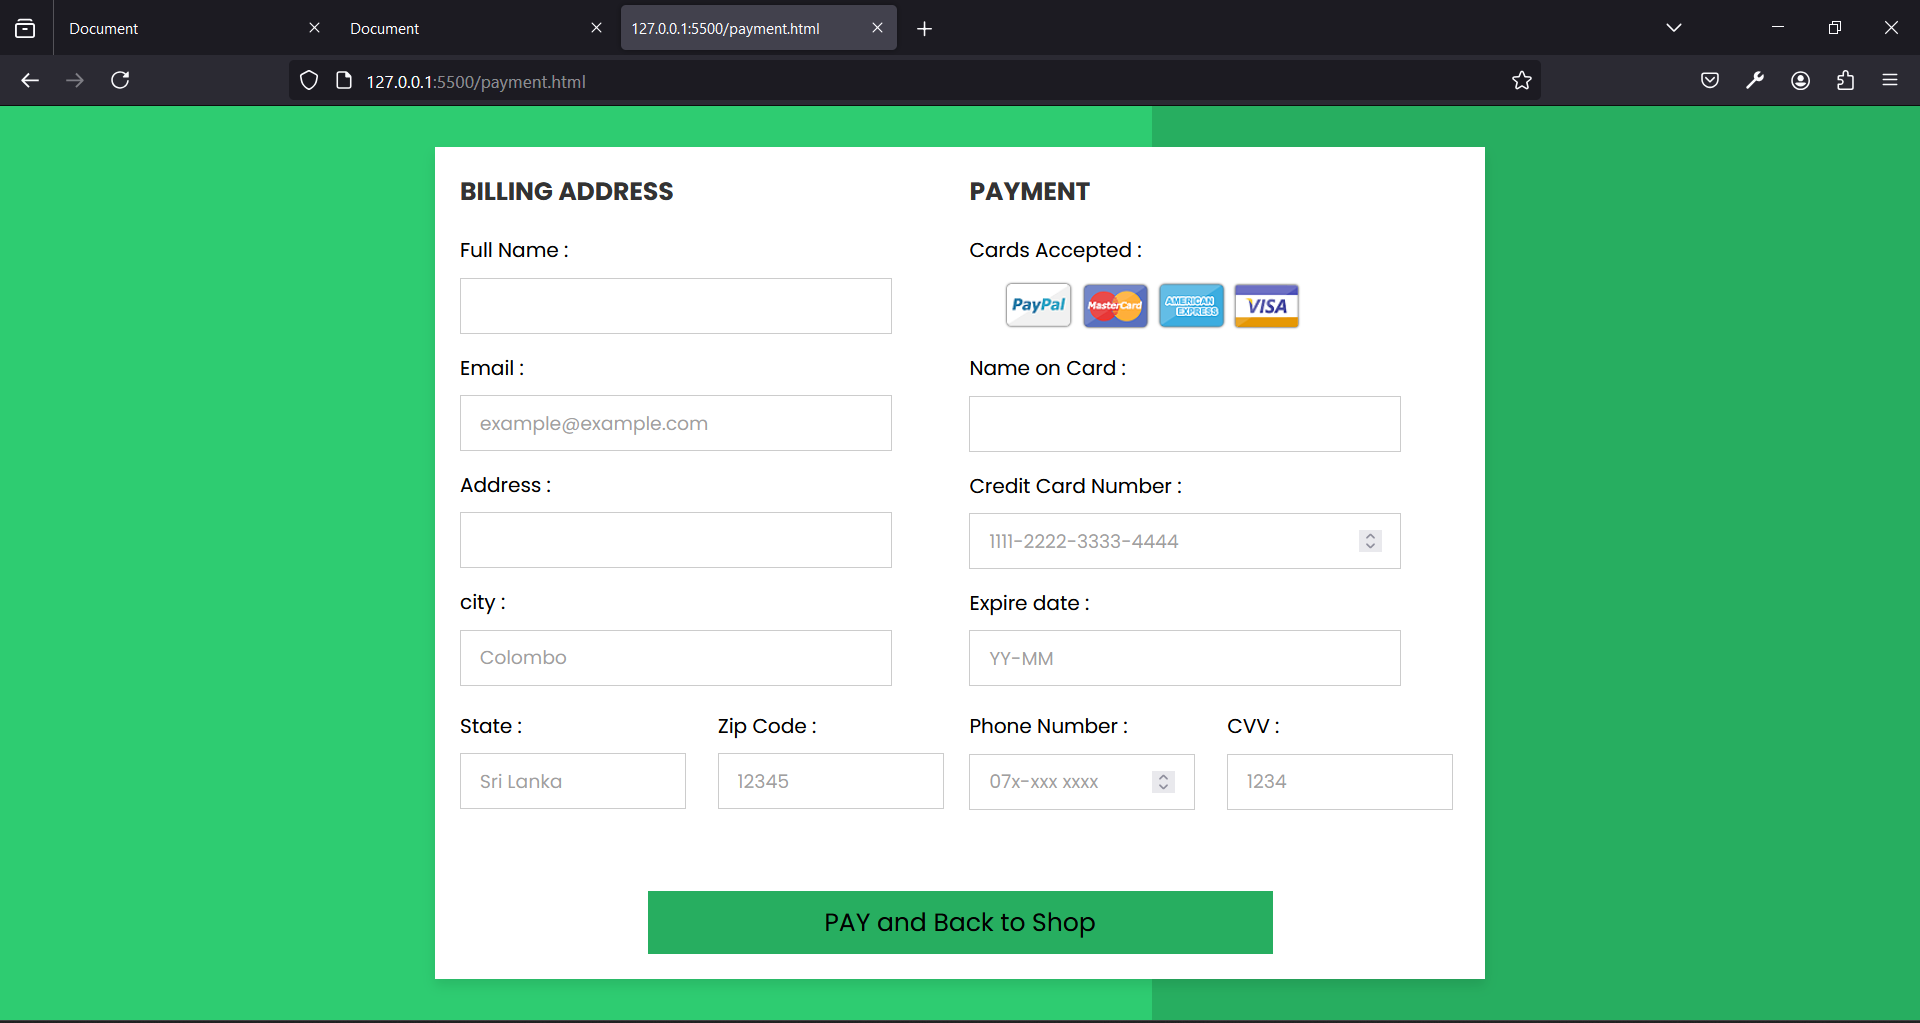 Document
Document
127.0.0.1:5500/payment.html
127.0.0.1:5500/payment.html
BILLING ADDRESS
Full Name :
Email :
example@example.com
Address :
city :
Colombo
State :
Zip Code :
Sri Lanka
12345
PAYMENT
Cards Accepted :
PayPal
MasterCard
AMERICAN
EXPRESS
VISA
Name on Card :
Credit Card Number :
1111-2222-3333-4444
Expire date :
YY-MM
Phone Number :
CVV :
07x-xxx xxxx
1234
PAY and Back to Shop